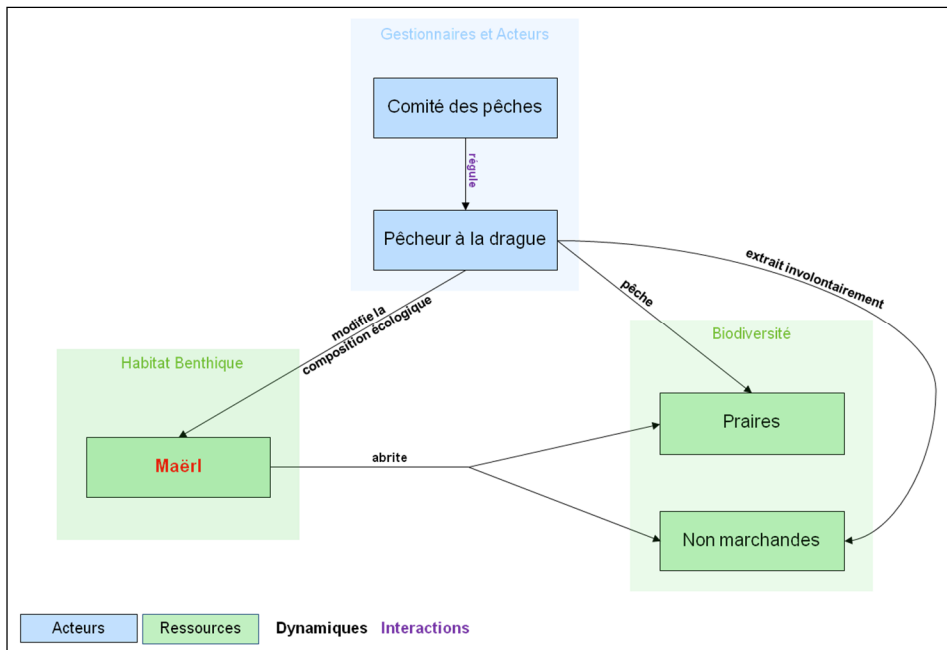 Gestionnaires et Acteurs
Comité des pêches
régule
Pêcheur à la drague
extrait involontairement
pêche
modifie la
composition écologique
Biodiversité
Habitat Benthique
Praires
Maërl
abrite
Non marchandes
Acteurs
Ressources
Dynamiques
Interactions